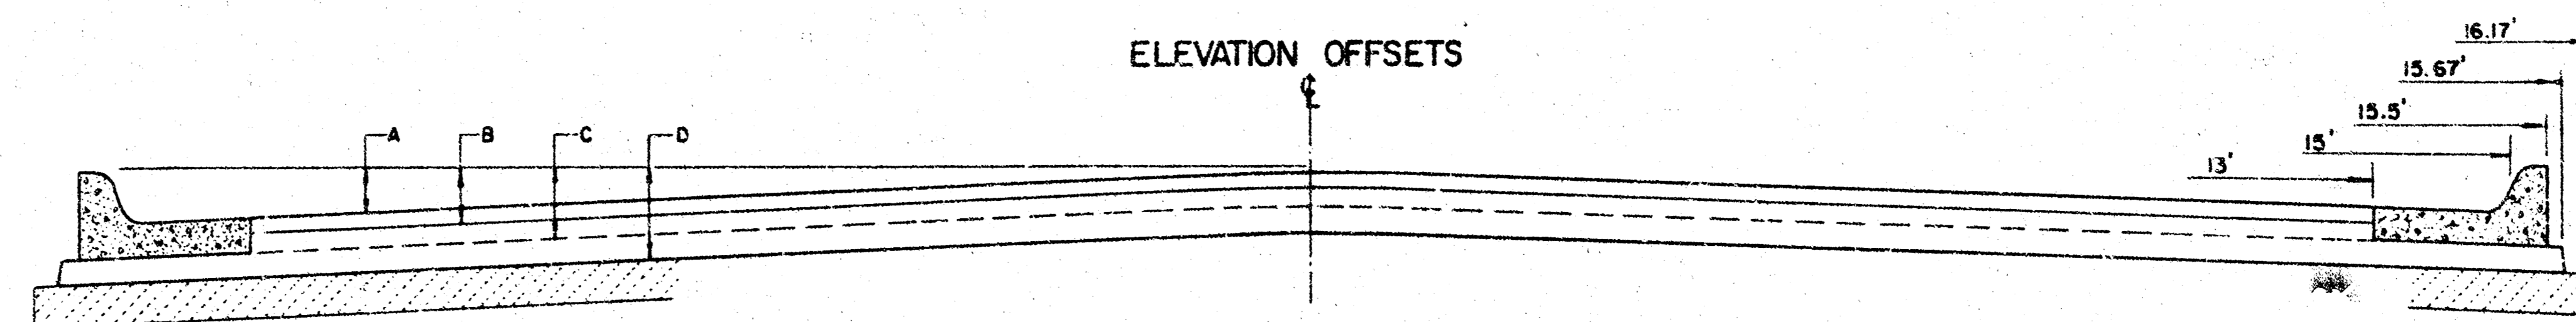 ELEVATION OFFSETS
℄
16.17'
15.67'
15.5'
15'
13'
A
B
C
D